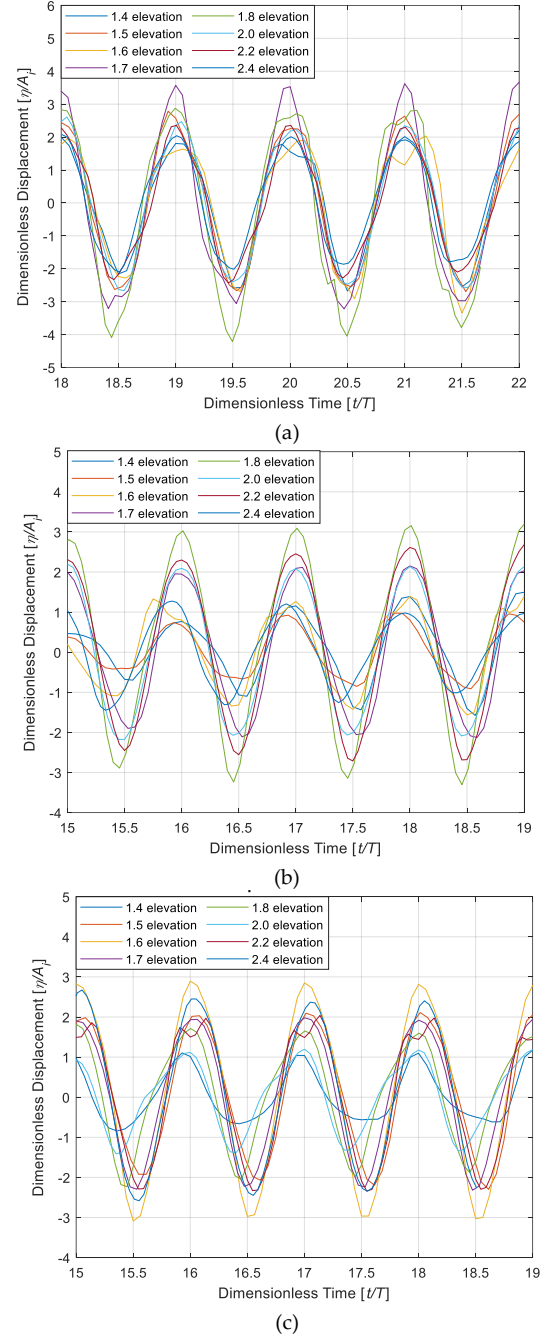 6
5
4
3
2
1
0
-1
-2
-3
-4
-5
Dimensionless Displacement [η/Ai]
1.4 elevation 1.8 elevation
1.5 elevation 2.0 elevation
1.6 elevation 2.2 elevation
1.7 elevation 2.4 elevation
18 18.5 19 19.5 20 20.5 21 21.5 22
Dimensionless Time [t/T]
(a)
5
4
3
2
1
0
-1
-2
-3
-4
Dimensionless Displacement [η/Ai]
1.4 elevation 1.8 elevation
1.5 elevation 2.0 elevation
1.6 elevation 2.2 elevation
1.7 elevation 2.4 elevation
15 15.5 16 16.5 17 17.5 18 18.5 19
Dimensionless Time [t/T]
(b)
5
4
3
2
1
0
-1
-2
-3
-4
Dimensionless Displacement [η/Ai]
1.4 elevation 1.8 elevation
1.5 elevation 2.0 elevation
1.6 elevation 2.2 elevation
1.7 elevation 2.4 elevation
15 15.5 16 16.5 17 17.5 18 18.5 19
Dimensionless Time [t/T]
(c)